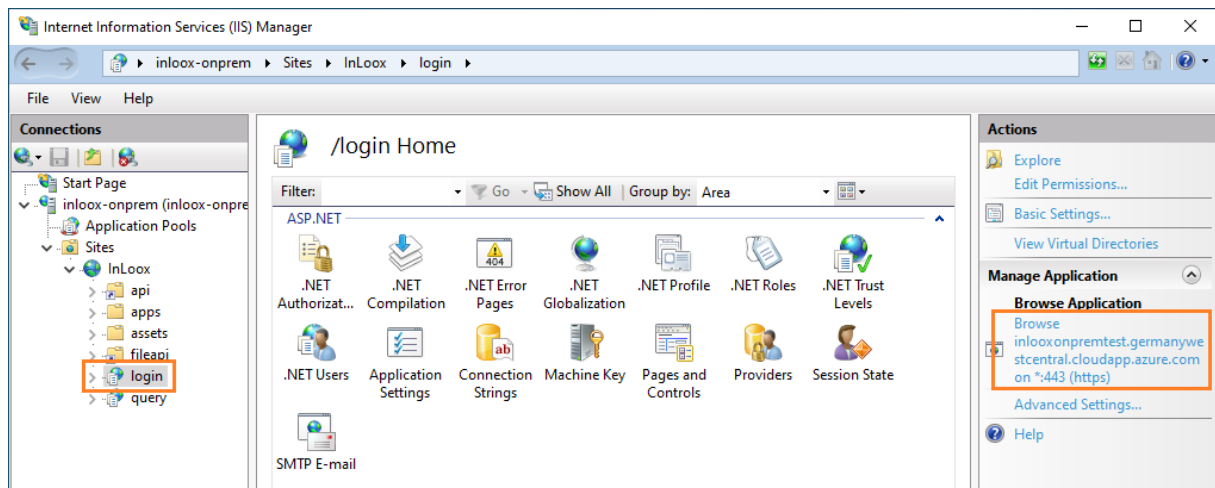 Internet Information Services (IIS) Manager
inloox-onprem Sites InLoox login
File View Help
Connections
Start Page
inloox-onprem (inloox-onpre
Application Pools
Sites
InLoox
api
apps
assets
fileapi
login
query
/login Home
Filter: Go Show All Group by: Area
ASP.NET
.NET Authorizat...
.NET Compilation
404
.NET Error Pages
.NET Globalization
.NET Profile
.NET Roles
.NET Trust Levels
.NET Users
Application Settings
ab
Connection Strings
Machine Key
Pages and Controls
Providers
Session State
SMTP E-mail
Actions
Explore
Edit Permissions...
Basic Settings...
View Virtual Directories
Manage Application
Browse Application
Browse
inlooxonpremtest.germanywe
stcentral.cloudapp.azure.com
on *:443 (https)
Advanced Settings...
Help